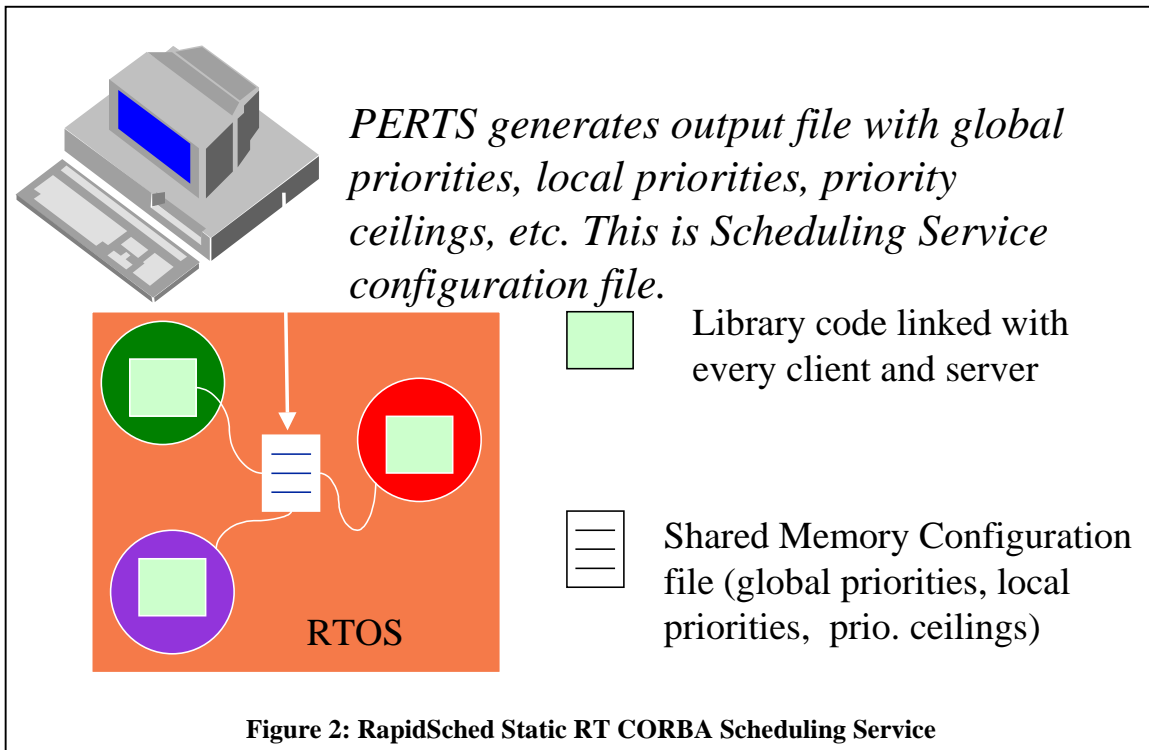 PERTS generates output file with global
priorities, local priorities, priority
ceilings, etc. This is Scheduling Service
configuration file.
Library code linked with
every client and server
Shared Memory Configuration
file (global priorities, local
priorities, prio. ceilings)
RTOS
Figure 2: RapidSched Static RT CORBA Scheduling Service